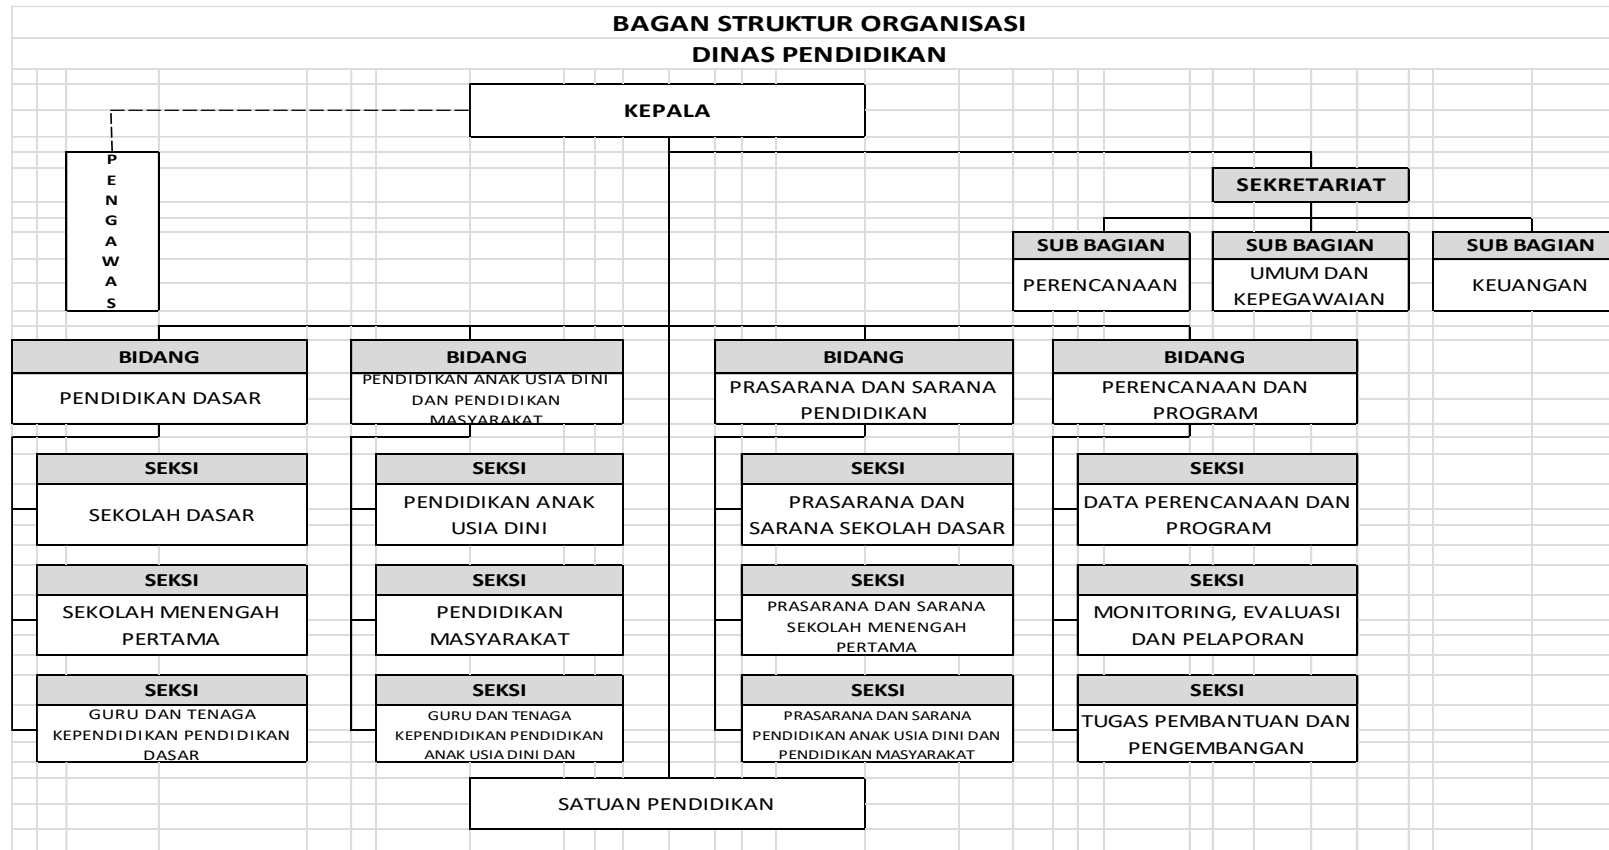 BAGAN STRUKTUR ORGANISASI
DINAS PENDIDIKAN
KEPALA
PENGAWAS
SEKRETARIAT
SUB BAGIAN
PERENCANAAN
SUB BAGIAN
UMUM DAN
KEPEGAWAIAN
SUB BAGIAN
KEUANGAN
BIDANG
PENDIDIKAN DASAR
BIDANG
PENDIDIKAN ANAK USIA DINI
DAN PENDIDIKAN
MASYARAKAT
BIDANG
PRASARANA DAN SARANA
PENDIDIKAN
BIDANG
PERENCANAAN DAN
PROGRAM
SEKSI
SEKOLAH DASAR
SEKSI
PENDIDIKAN ANAK
USIA DINI
SEKSI
PRASARANA DAN
SARANA SEKOLAH DASAR
SEKSI
DATA PERENCANAAN DAN
PROGRAM
SEKSI
SEKOLAH MENENGAH
PERTAMA
SEKSI
PENDIDIKAN
MASYARAKAT
SEKSI
PRASARANA DAN SARANA
SEKOLAH MENENGAH
PERTAMA
SEKSI
MONITORING, EVALUASI
DAN PELAPORAN
SEKSI
GURU DAN TENAGA
KEPENDIDIKAN PENDIDIKAN
DASAR
SEKSI
GURU DAN TENAGA
KEPENDIDIKAN PENDIDIKAN
ANAK USIA DINI DAN
SEKSI
PRASARANA DAN SARANA
PENDIDIKAN ANAK USIA DINI DAN
PENDIDIKAN MASYARAKAT
SEKSI
TUGAS PEMBANTUAN DAN
PENGEMBANGAN
SATUAN PENDIDIKAN